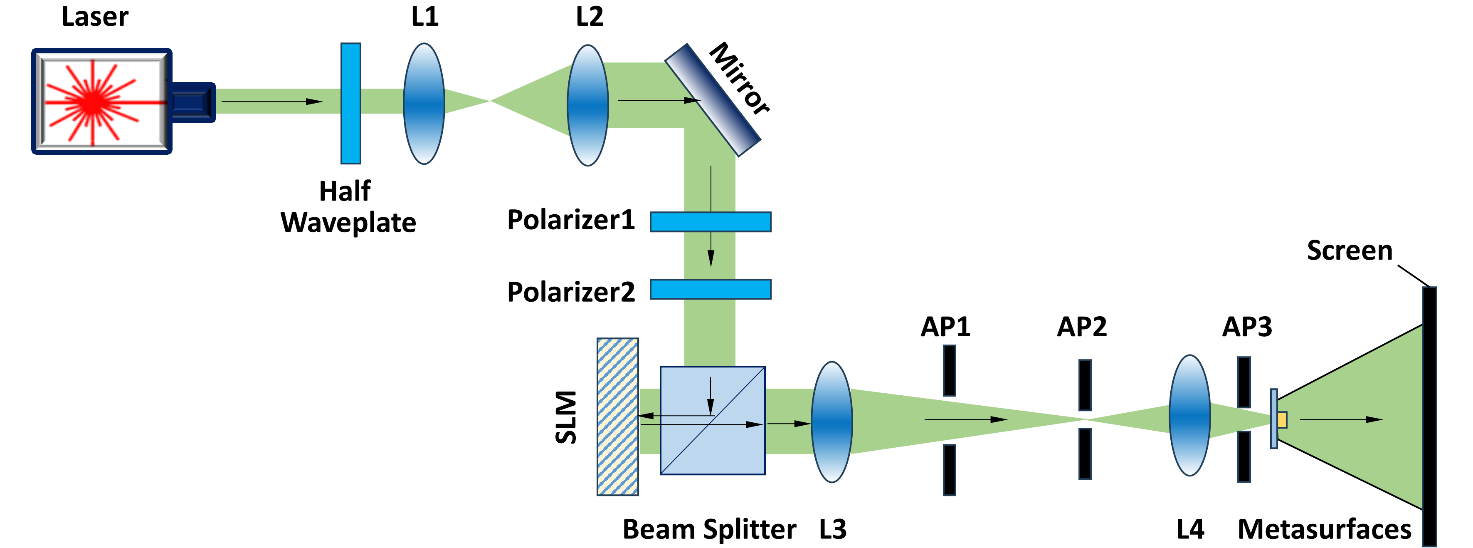 Laser
L1
L2
Mirror
Half
Waveplate
Polarizer1
Polarizer2
Screen
AP1
AP2
AP3
SLM
Beam Splitter
L3
L4
Metasurfaces